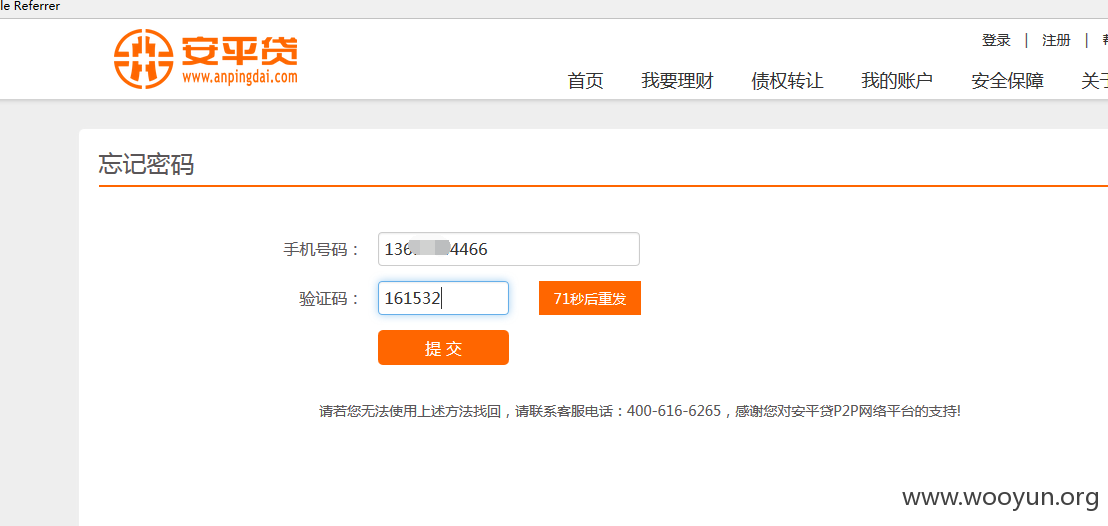 le Referrer
安平贷
www.anpingdai.com
登录 | 注册 |
首页 我要理财 债权转让 我的账户 安全保障 关于
忘记密码
手机号码： 136 4466
验证码： 161532 71秒后重发
提 交
请若您无法使用上述方法找回，请联系客服电话：400-616-6265，感谢您对安平贷P2P网络平台的支持!
www.wooyun.org